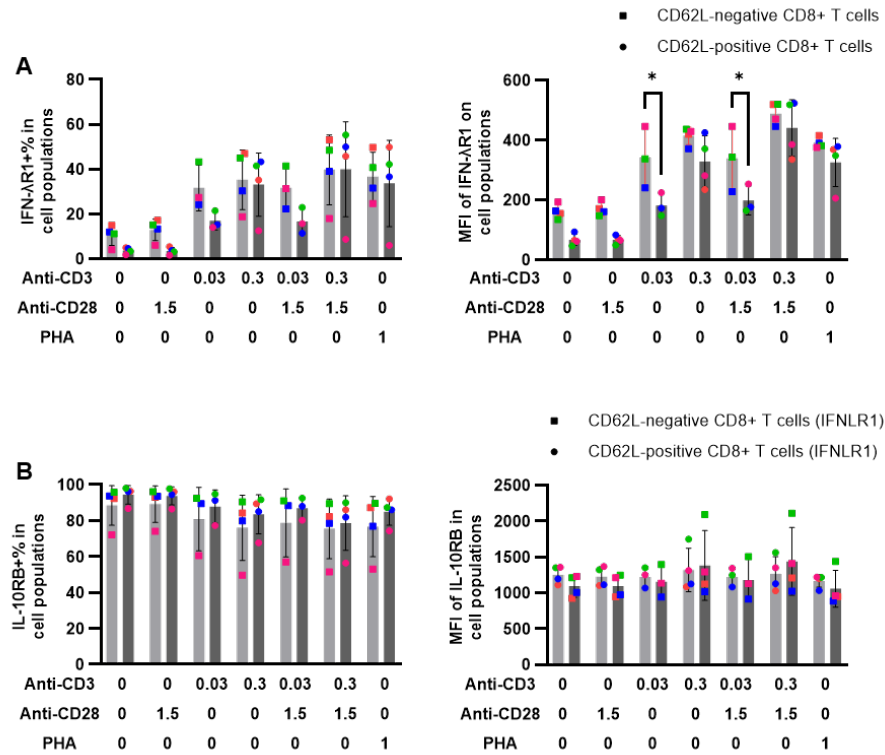 CD62L-negative CD8+ T cells
CD62L-positive CD8+ T cells
A
IFN-λR1+% in
cell populations
80
60
40
20
0
Anti-CD3 0 0 0.03 0.3 0.03 0.3 0
Anti-CD28 0 1.5 0 0 1.5 1.5 0
PHA 0 0 0 0 0 0 1
MFI of IFN-λR1 on
cell populations
600
400
200
0
* *
Anti-CD3 0 0 0.03 0.3 0.03 0.3 0
Anti-CD28 0 1.5 0 0 1.5 1.5 0
PHA 0 0 0 0 0 0 1
CD62L-negative CD8+ T cells (IFNLR1)
CD62L-positive CD8+ T cells (IFNLR1)
B
IL-10RB+% in
cell populations
100
80
60
40
20
0
Anti-CD3 0 0 0.03 0.3 0.03 0.3 0
Anti-CD28 0 1.5 0 0 1.5 1.5 0
PHA 0 0 0 0 0 0 1
MFI of IL-10RB in
cell populations
2500
2000
1500
1000
500
0
Anti-CD3 0 0 0.03 0.3 0.03 0.3 0
Anti-CD28 0 1.5 0 0 1.5 1.5 0
PHA 0 0 0 0 0 0 1